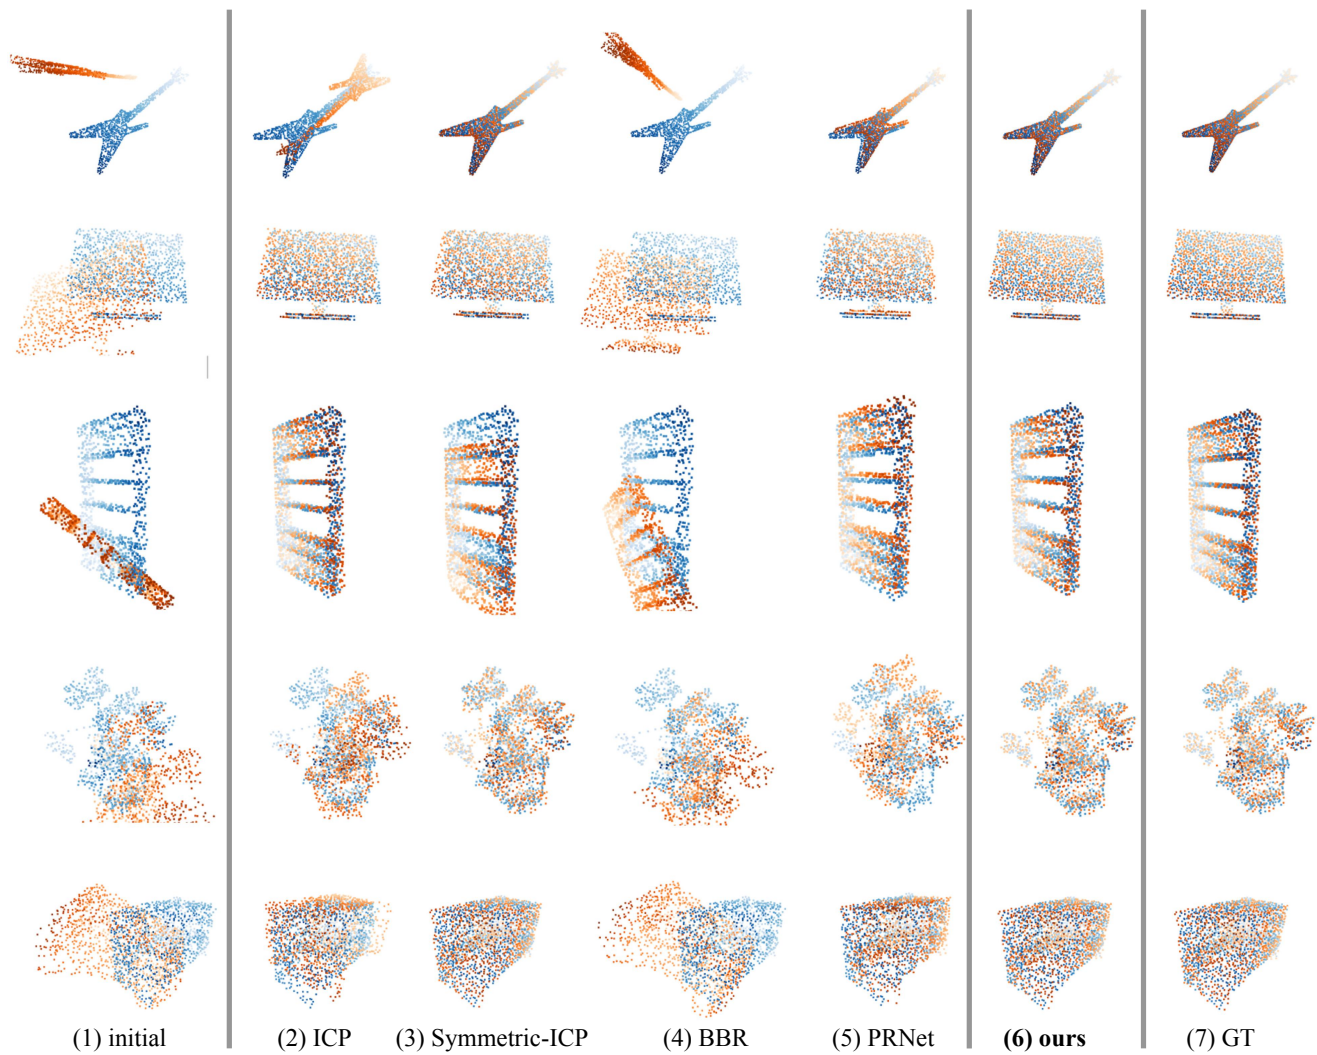 (1) initial (2) ICP (3) Symmetric-ICP (4) BBR (5) PRNet (6) ours (7) GT